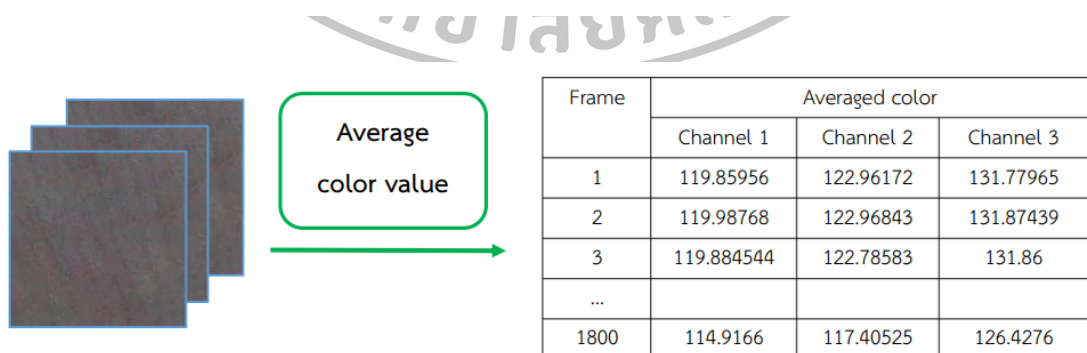 Average
color value
Frame Averaged color
Channel 1 Channel 2 Channel 3
1 119.85956 122.96172 131.77965
2 119.98768 122.96843 131.87439
3 119.884544 122.78583 131.86
...
1800 114.9166 117.40525 126.4276